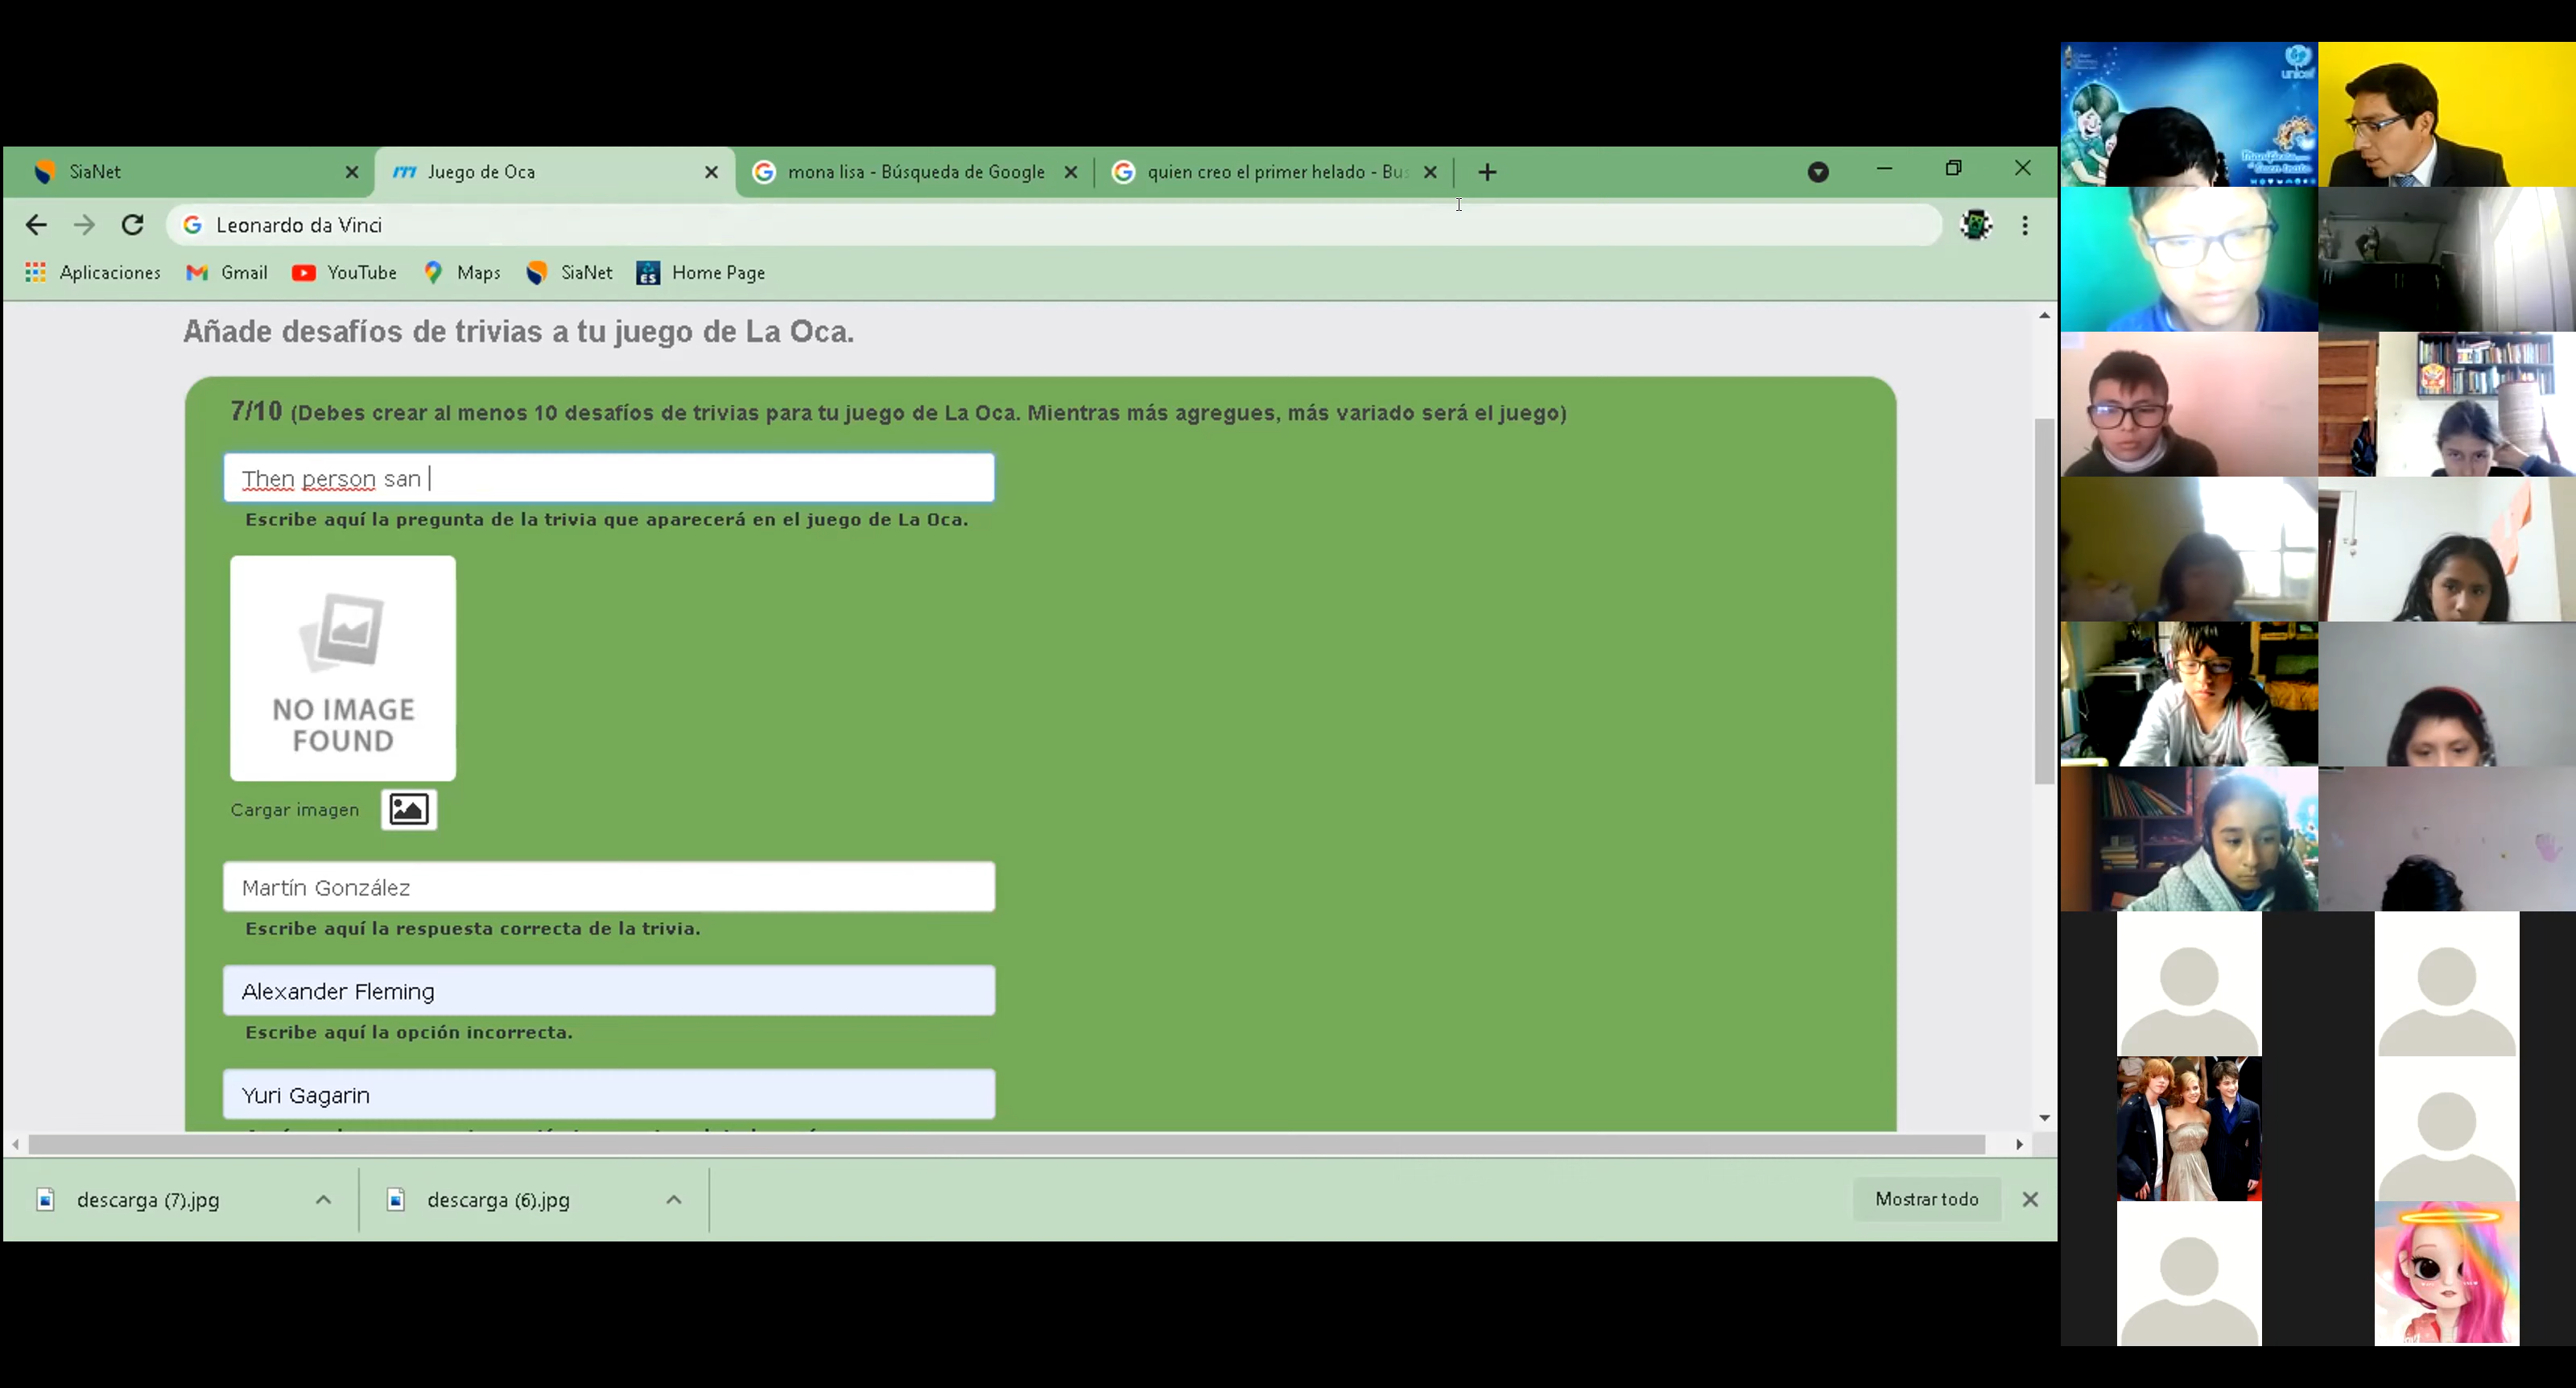 SiaNet
Juego de Oca
mona lisa - Búsqueda de Google
quien creo el primer helado - Bus
Leonardo da Vinci
Aplicaciones
Gmail
YouTube
Maps
SiaNet
Home Page
Añade desafíos de trivias a tu juego de La Oca.
7/10 (Debes crear al menos 10 desafíos de trivias para tu juego de La Oca. Mientras más agregues, más variado será el juego)
Then person san
Escribe aquí la pregunta de la trivia que aparecerá en el juego de La Oca.
NO IMAGE
FOUND
Cargar imagen
Martín González
Escribe aquí la respuesta correcta de la trivia.
Alexander Fleming
Escribe aquí la opción incorrecta.
Yuri Gagarin
descarga (7).jpg
descarga (6).jpg
Mostrar todo
unicef